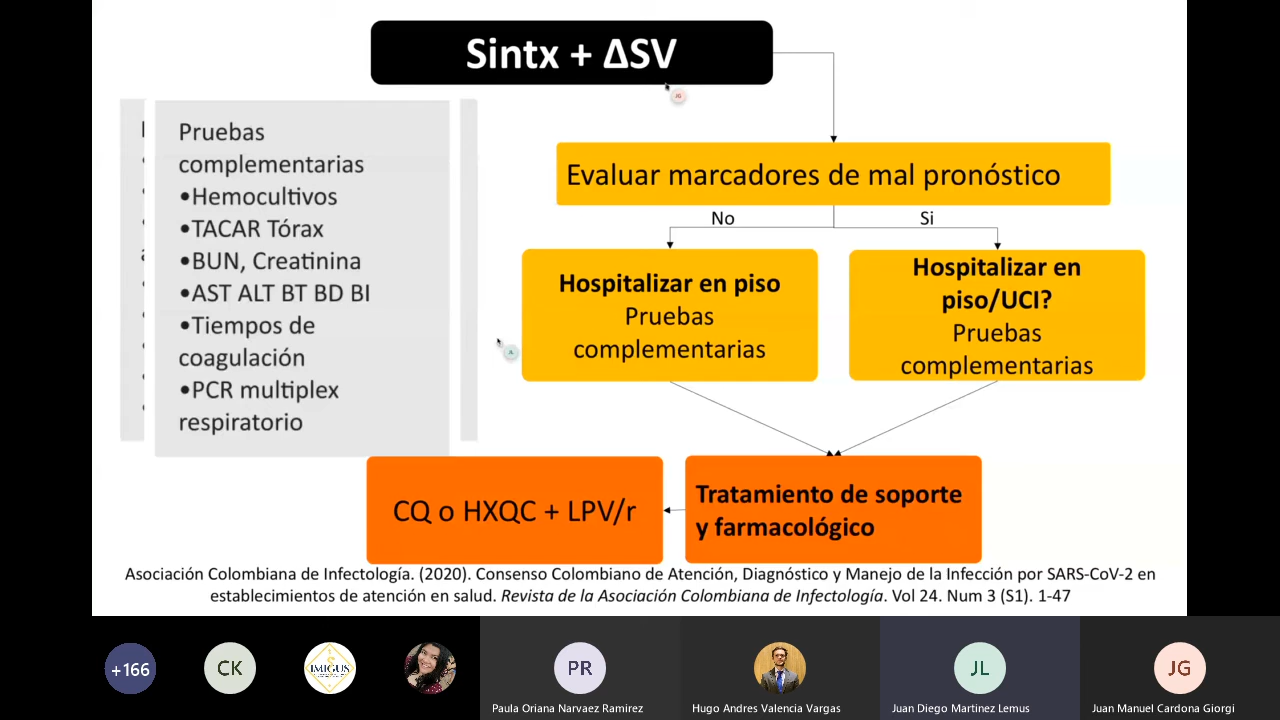 Sintx + ΔSV
Pruebas
complementarias
•Hemocultivos
•TACAR Tórax
•BUN, Creatinina
•AST ALT BT BD BI
•Tiempos de
coagulación
•PCR multiplex
respiratorio
Evaluar marcadores de mal pronóstico
No
Si
Hospitalizar en piso
Pruebas
complementarias
Hospitalizar en
piso/UCI?
Pruebas
complementarias
CQ o HXQC + LPV/r
Tratamiento de soporte
y farmacológico
Asociación Colombiana de Infectología. (2020). Consenso Colombiano de Atención, Diagnóstico y Manejo de la Infección por SARS-CoV-2 en
establecimientos de atención en salud. Revista de la Asociación Colombiana de Infectología. Vol 24. Num 3 (S1). 1-47
JG
JL
+166
CK
IMIGUS
PR
JL
JG
Paula Oriana Narvaez Ramirez
Hugo Andres Valencia Vargas
Juan Diego Martinez Lemus
Juan Manuel Cardona Giorgi